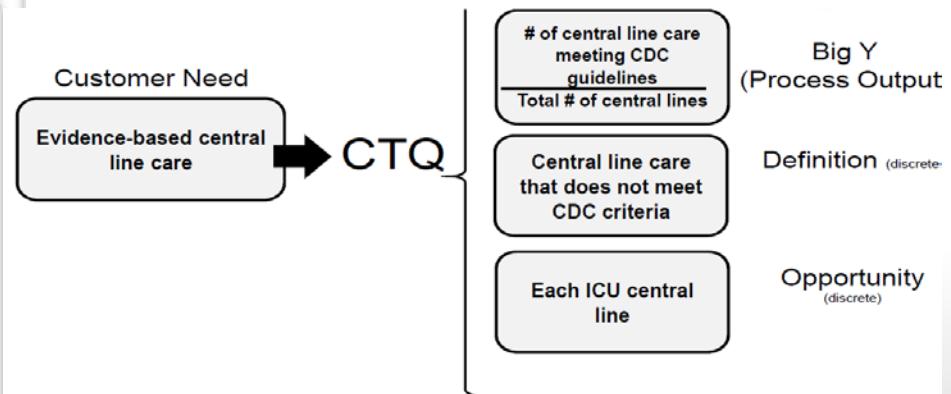 Customer Need
Evidence-based central
line care
CTQ
# of central line care
meeting CDC
guidelines
Total # of central lines
Big Y
(Process Output
Central line care
that does not meet
CDC criteria
Definition (discrete-
Each ICU central
line
Opportunity
(discrete)